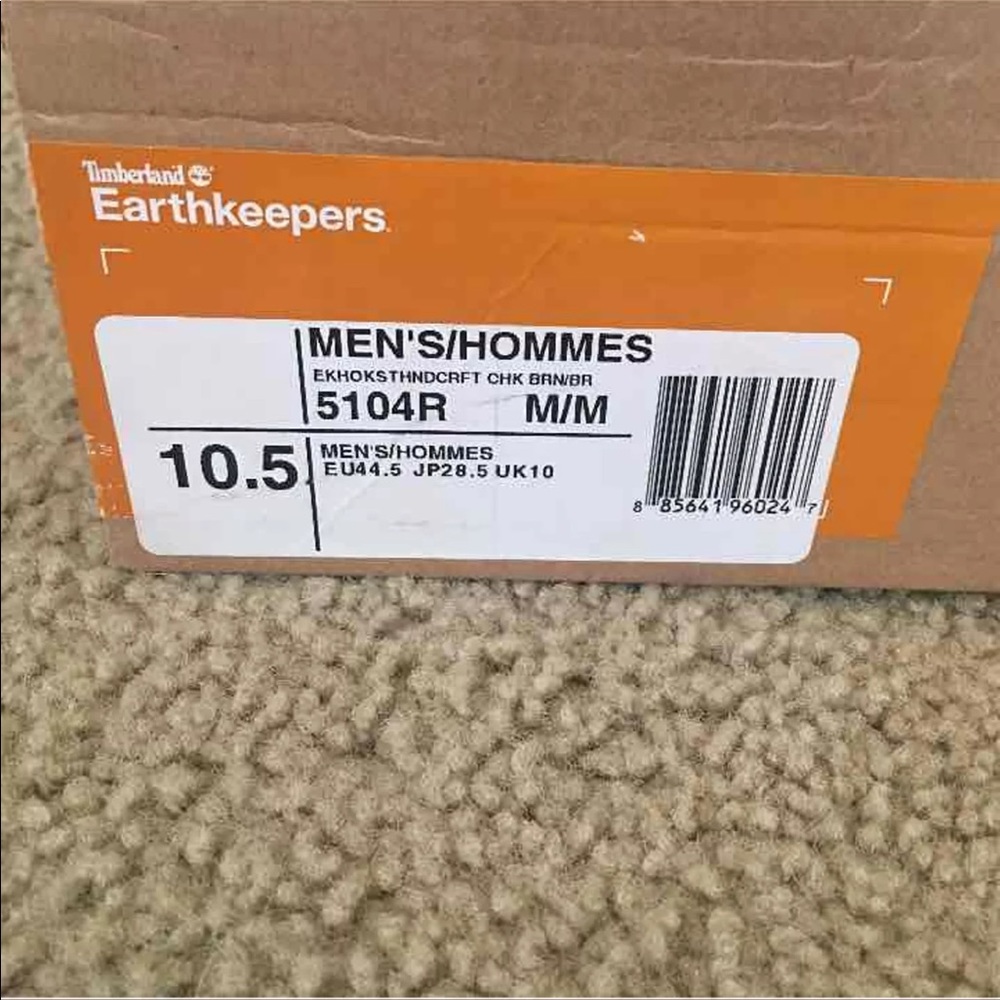 Timberland
Earthkeepers
MEN'S/HOMMES
EKHOKSTHNDCRFT CHK BRN/BR
5104R M/M
10.5
MEN'S/HOMMES
EU44.5 JP28.5 UK10
8 85641 96024 7